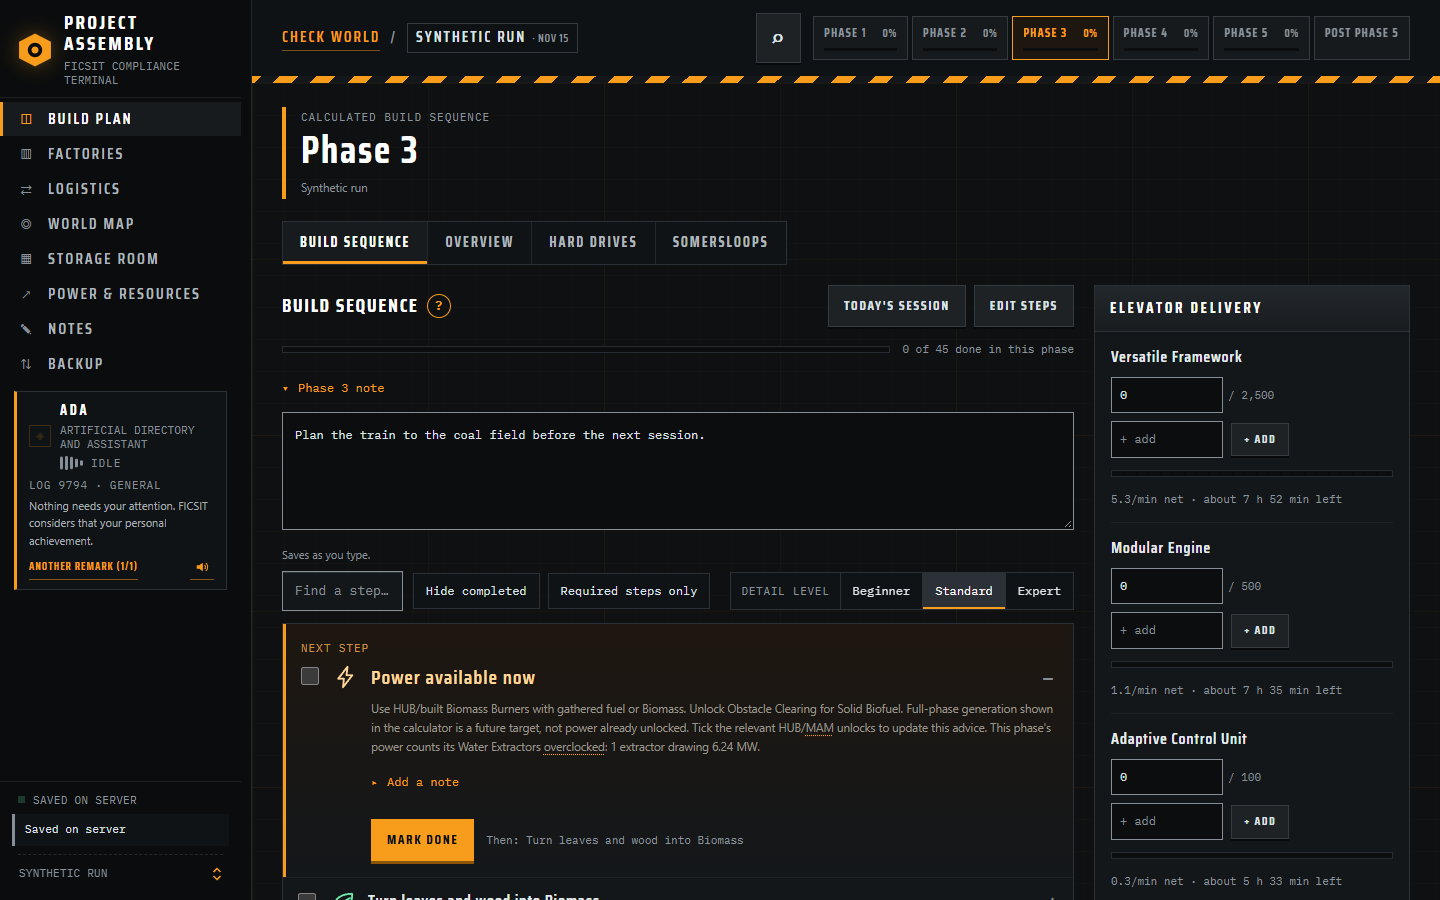 PROJECT
ASSEMBLY
FICSIT COMPLIANCE
TERMINAL
BUILD PLAN
FACTORIES
LOGISTICS
WORLD MAP
STORAGE ROOM
POWER & RESOURCES
NOTES
BACKUP
ADA
ARTIFICIAL DIRECTORY
AND ASSISTANT
IDLE
LOG 9794 · GENERAL
Nothing needs your attention. FICSIT
considers that your personal
achievement.
ANOTHER REMARK (1/1)
SAVED ON SERVER
Saved on server
SYNTHETIC RUN
CHECK WORLD / SYNTHETIC RUN · NOV 15
PHASE 1 0% PHASE 2 0% PHASE 3 0% PHASE 4 0% PHASE 5 0% POST PHASE 5
CALCULATED BUILD SEQUENCE
Phase 3
Synthetic run
BUILD SEQUENCE OVERVIEW HARD DRIVES SOMERSLOOPS
BUILD SEQUENCE ? TODAY'S SESSION EDIT STEPS
0 of 45 done in this phase
Phase 3 note
Plan the train to the coal field before the next session.
Saves as you type.
Find a step… Hide completed Required steps only DETAIL LEVEL Beginner Standard Expert
NEXT STEP
Power available now
Use HUB/built Biomass Burners with gathered fuel or Biomass. Unlock Obstacle Clearing for Solid Biofuel. Full-phase generation shown
in the calculator is a future target, not power already unlocked. Tick the relevant HUB/MAM unlocks to update this advice. This phase's
power counts its Water Extractors overclocked: 1 extractor drawing 6.24 MW.
Add a note
MARK DONE Then: Turn leaves and wood into Biomass
Turn leaves and wood into Biomass
ELEVATOR DELIVERY
Versatile Framework
0 / 2,500
+ add + ADD
5.3/min net · about 7 h 52 min left
Modular Engine
0 / 500
+ add + ADD
1.1/min net · about 7 h 35 min left
Adaptive Control Unit
0 / 100
+ add + ADD
0.3/min net · about 5 h 33 min left